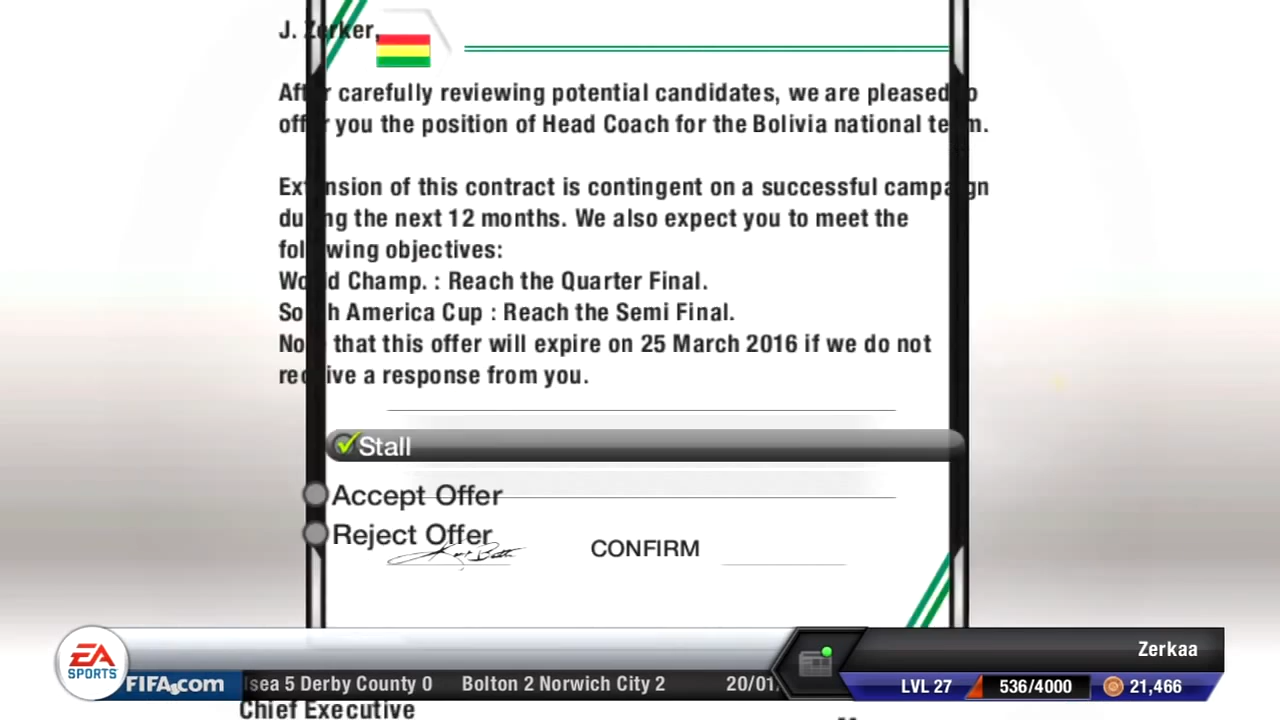 J. Zerker,
After carefully reviewing potential candidates, we are pleased to
offer you the position of Head Coach for the Bolivia national team.
Extension of this contract is contingent on a successful campaign
during the next 12 months. We also expect you to meet the
following objectives:
World Champ. : Reach the Quarter Final.
South America Cup : Reach the Semi Final.
Note that this offer will expire on 25 March 2016 if we do not
receive a response from you.
Stall
Accept Offer
Reject Offer
CONFIRM
Zerkaa
EA SPORTS
FIFA.com
lsea 5 Derby County 0 Bolton 2 Norwich City 2 20/01
LVL 27 536/4000 21,466
Chief Executive